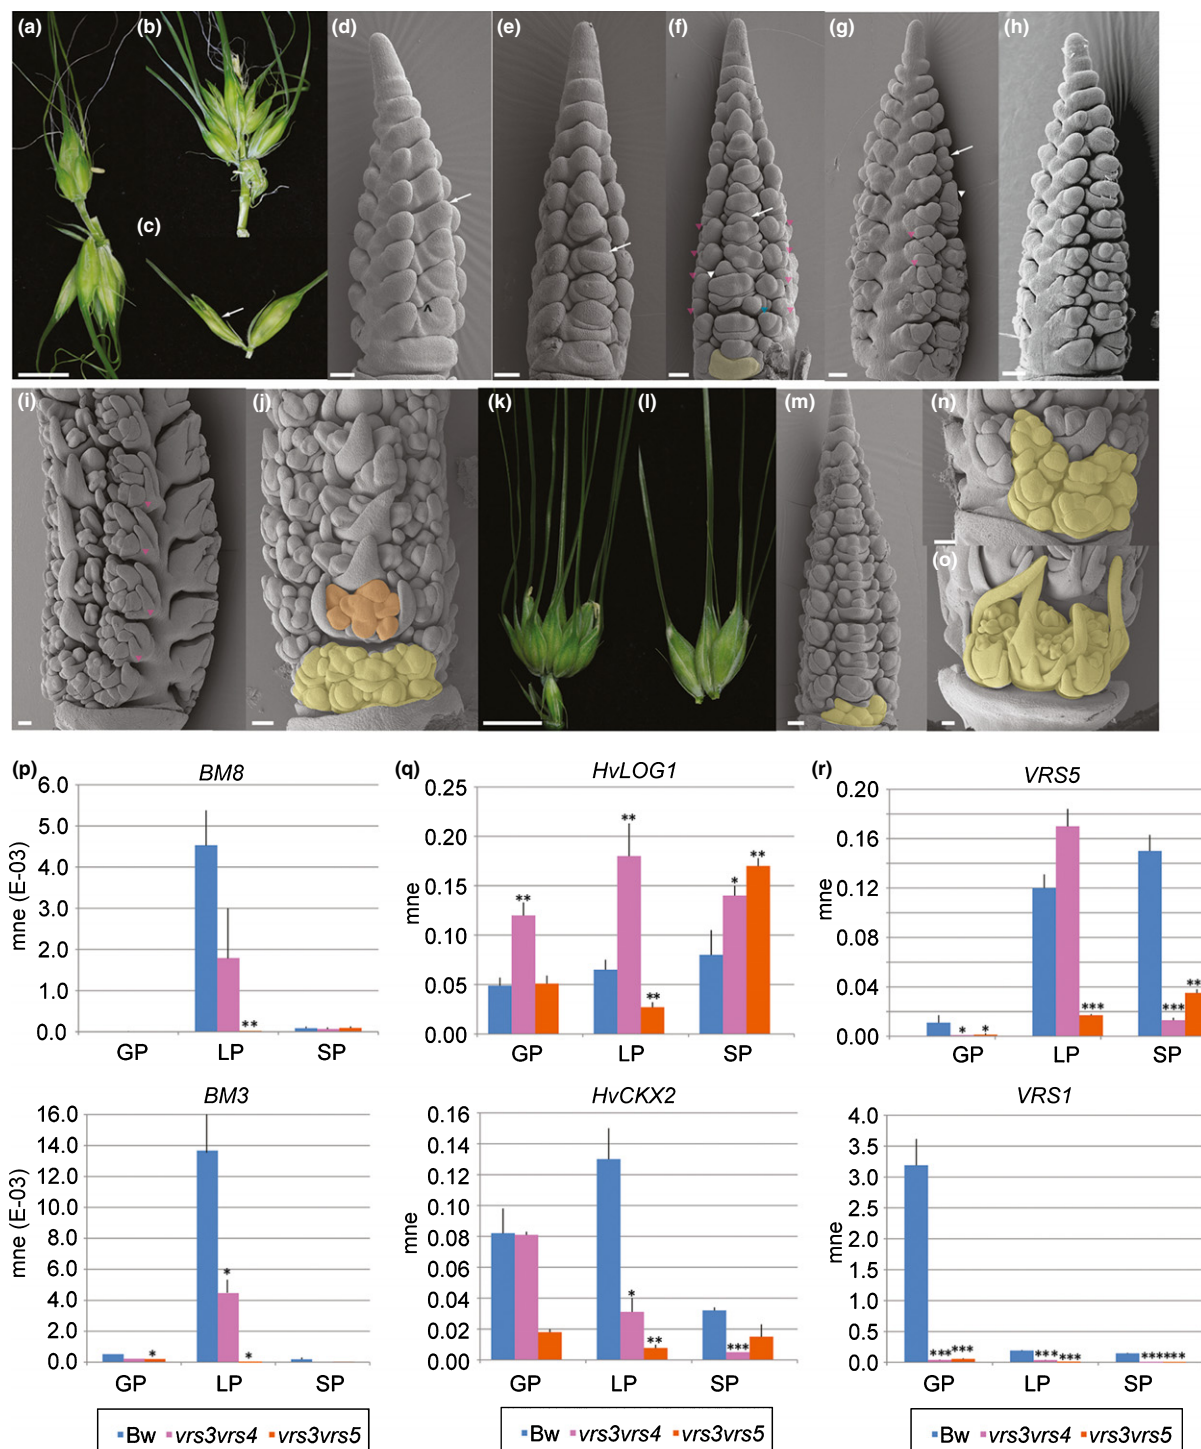 (a)
(b)
(c)
(d)
(e)
(f)
(g)
(h)
(i)
(j)
(k)
(l)
(m)
(n)
(o)
(p)
BM8
mne (E-03)
6.0
5.0
4.0
3.0
2.0
1.0
0.0
**
GP LP SP
(q)
HvLOG1
mne
0.25
0.20
0.15
0.10
0.05
0.00
** ** ** * **
GP LP SP
(r)
VRS5
mne
0.20
0.16
0.12
0.08
0.04
0.00
* * *** *** **
GP LP SP
BM3
mne (E-03)
16.0
14.0
12.0
10.0
8.0
6.0
4.0
2.0
0.0
* * *
GP LP SP
HvCKX2
mne
0.16
0.14
0.12
0.10
0.08
0.06
0.04
0.02
0.00
* ** ***
GP LP SP
VRS1
mne
4.0
3.5
3.0
2.5
2.0
1.5
1.0
0.5
0.0
*** *** *** *** ******
GP LP SP
Bw vrs3vrs4 vrs3vrs5
Bw vrs3vrs4 vrs3vrs5
Bw vrs3vrs4 vrs3vrs5